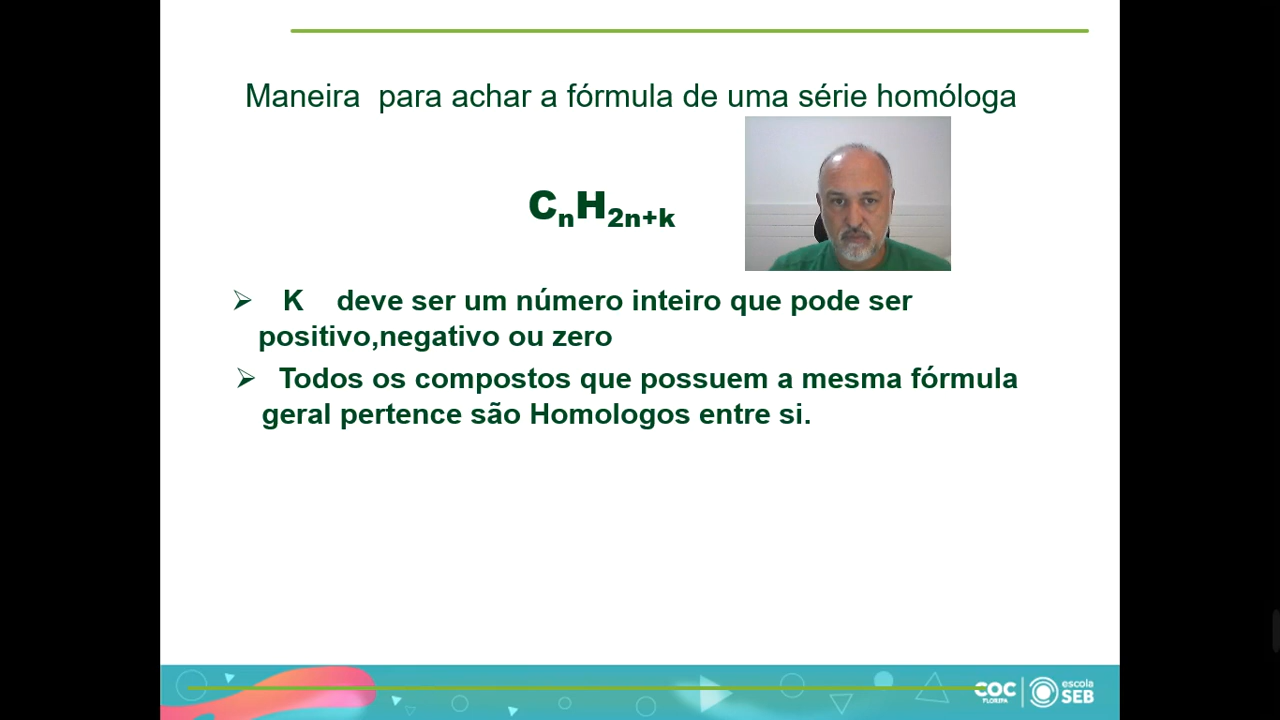 Maneira para achar a fórmula de uma série homóloga
CnH2n+k
➢ K deve ser um número inteiro que pode ser
positivo,negativo ou zero
➢ Todos os compostos que possuem a mesma fórmula
geral pertence são Homologos entre si.
COC
FLORIPA
escola
SEB